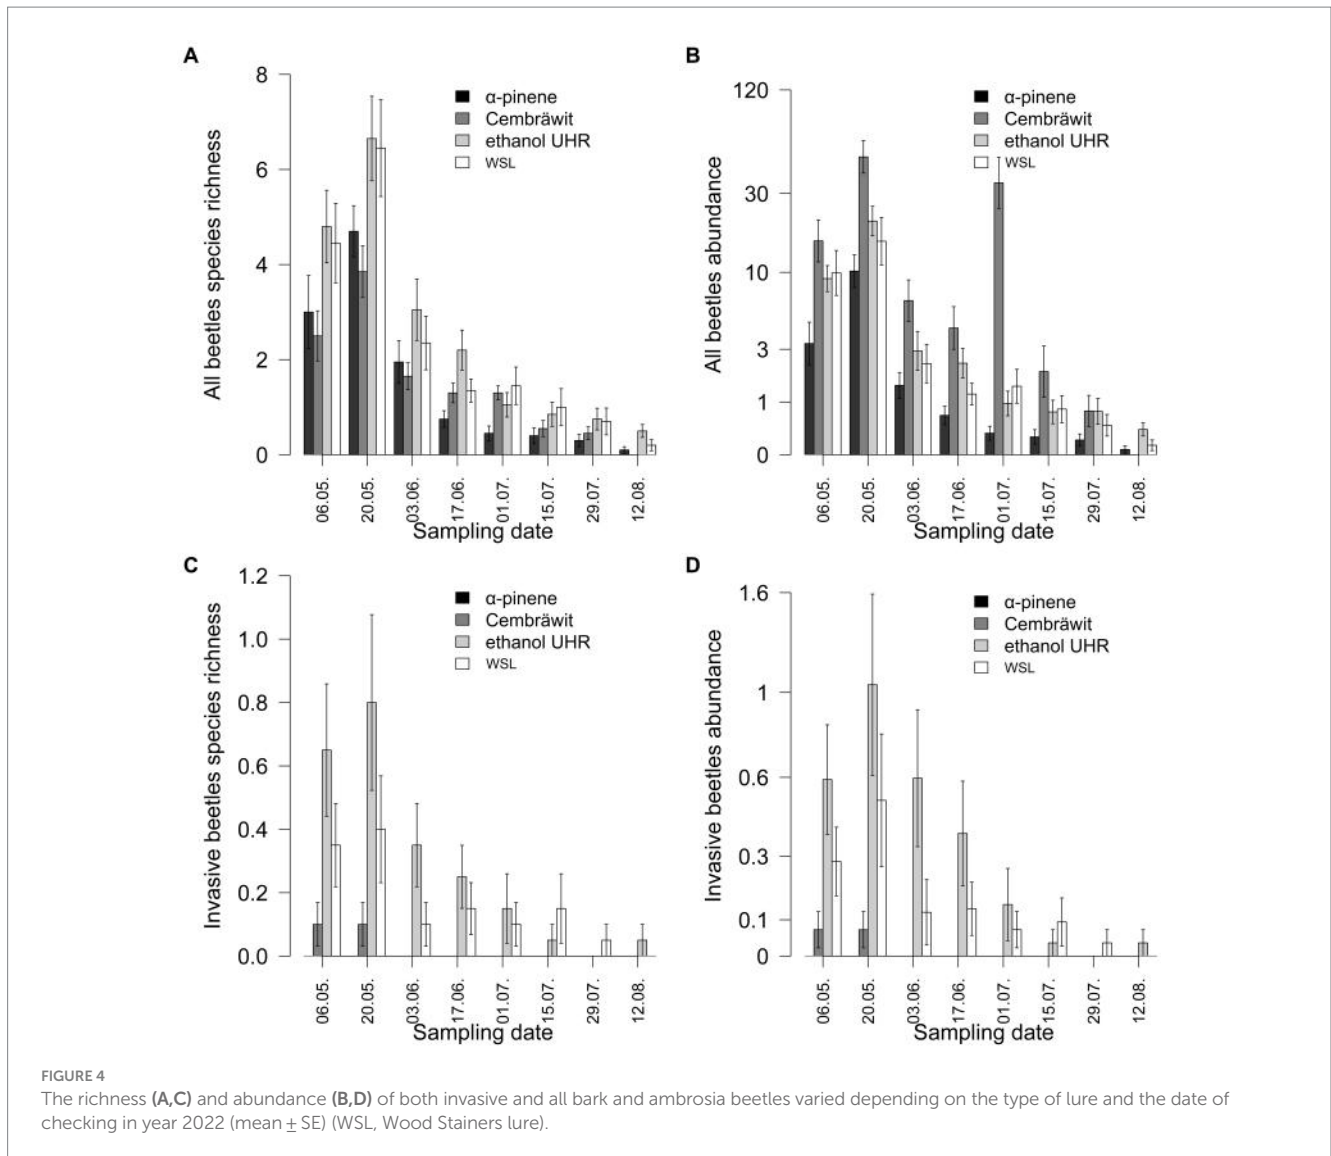 A
All beetles species richness
8
6
4
2
0
α-pinene
Cembräwit
ethanol UHR
WSL
06.05.
20.05.
03.06.
17.06.
01.07.
15.07.
29.07.
12.08.
Sampling date
B
All beetles abundance
120
30
10
3
1
0
α-pinene
Cembräwit
ethanol UHR
WSL
06.05.
20.05.
03.06.
17.06.
01.07.
15.07.
29.07.
12.08.
Sampling date
C
Invasive beetles species richness
1.2
1.0
0.8
0.6
0.4
0.2
0.0
α-pinene
Cembräwit
ethanol UHR
WSL
06.05.
20.05.
03.06.
17.06.
01.07.
15.07.
29.07.
12.08.
Sampling date
D
Invasive beetles abundance
1.6
1
0.6
0.3
0.1
0
α-pinene
Cembräwit
ethanol UHR
WSL
06.05.
20.05.
03.06.
17.06.
01.07.
15.07.
29.07.
12.08.
Sampling date
FIGURE 4
The richness (A,C) and abundance (B,D) of both invasive and all bark and ambrosia beetles varied depending on the type of lure and the date of
checking in year 2022 (mean ± SE) (WSL, Wood Stainers lure).